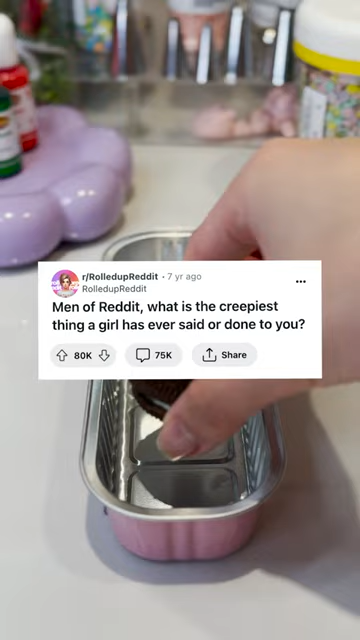 r/RolledupRedditt • 7 yr ago
RolledupReddit
Men of Reddit, what is the creepiest
thing a girl has ever said or done to you?
80K 75K Share